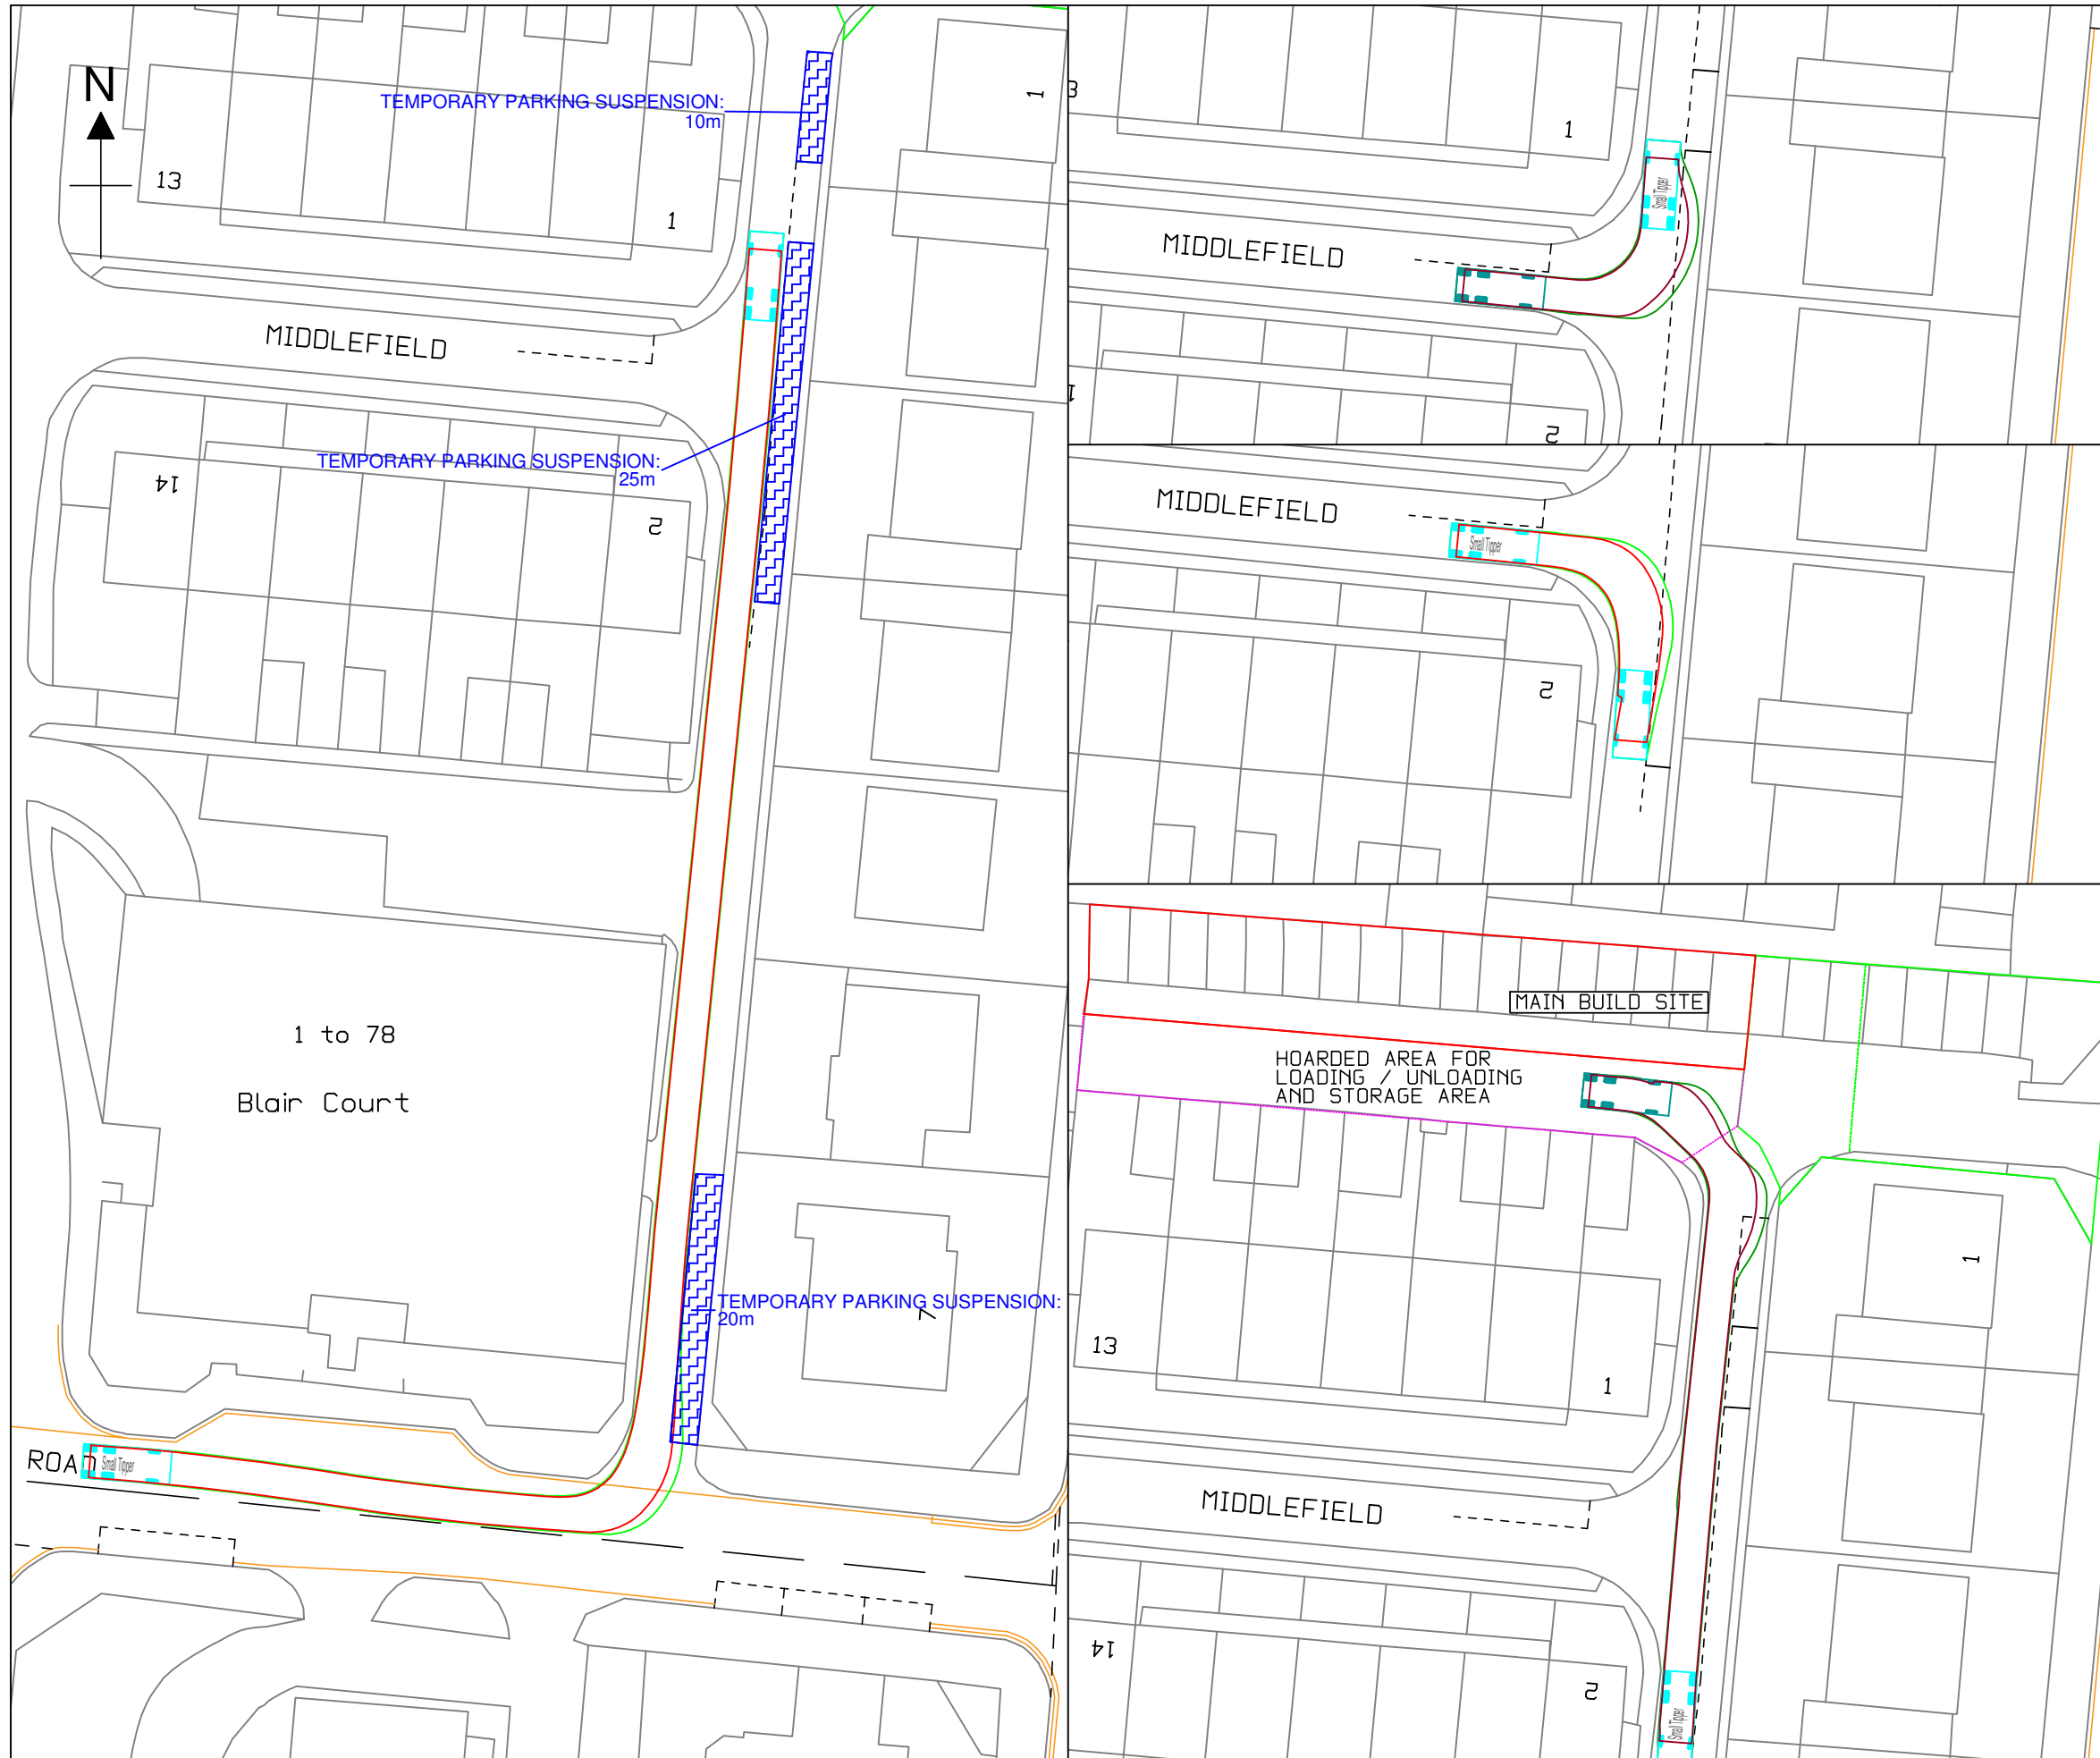 N
TEMPORARY PARKING SUSPENSION:
10m
1
13
1
MIDDLEFIELD
TEMPORARY PARKING SUSPENSION:
25m
14
2
1 to 78
Blair Court
TEMPORARY PARKING SUSPENSION:
20m
7
ROAD
Small Tipper
3
1
Small Tipper
MIDDLEFIELD
2
MIDDLEFIELD
Small Tipper
2
MAIN BUILD SITE
HOARDED AREA FOR
LOADING / UNLOADING
AND STORAGE AREA
1
13
1
MIDDLEFIELD
14
2
Small Tipper